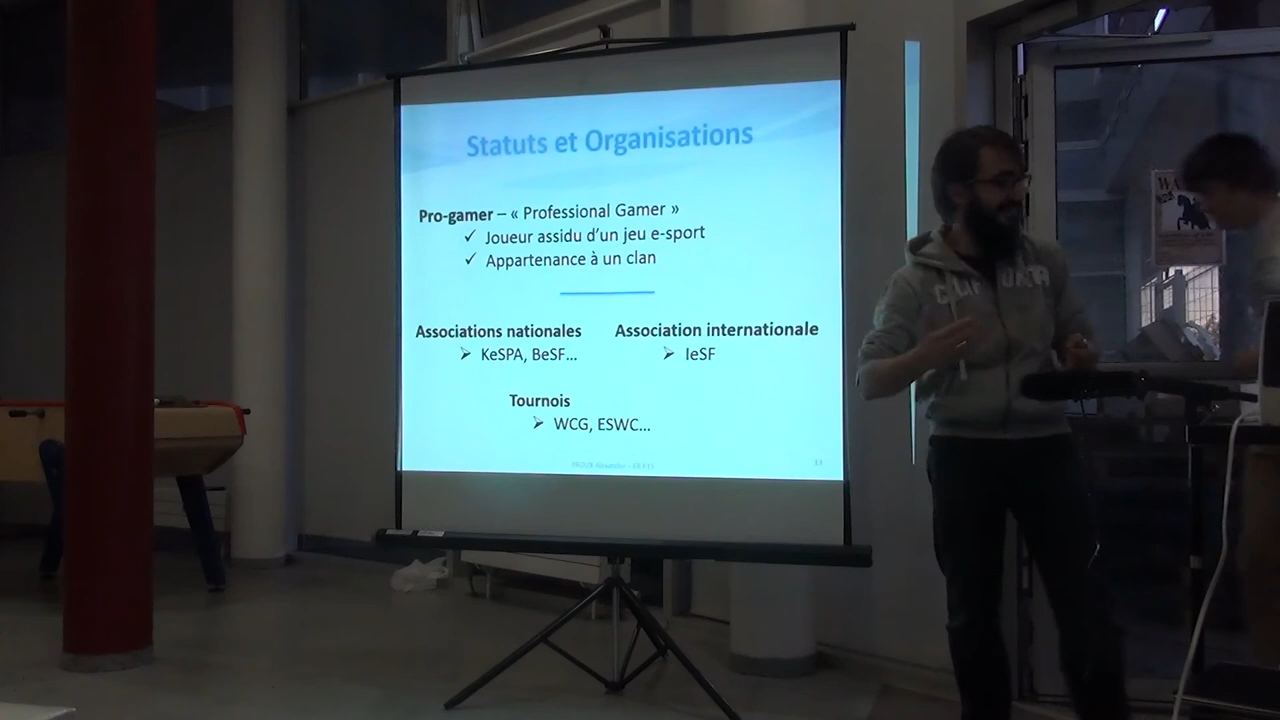 Statuts et Organisations
Pro-gamer – « Professional Gamer »
✓ Joueur assidu d'un jeu e-sport
✓ Appartenance à un clan
Associations nationales
➢ KeSPA, BeSF...
Association internationale
➢ IeSF
Tournois
➢ WCG, ESWC...